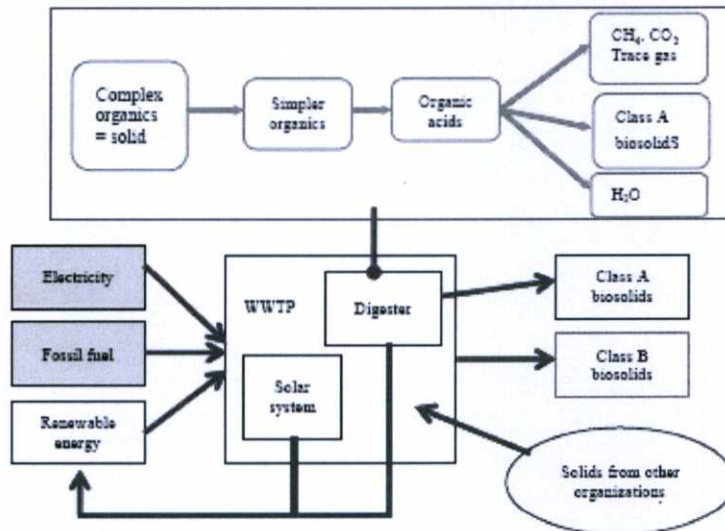 Complex
organics
= solid
Simpler
organics
Organic
acids
CH₄, CO₂
Trace gas
Class A
biosolidS
H₂O
Electricity
Fossil fuel
Renewable
energy
WWTP
Digester
Solar
system
Class A
biosolids
Class B
biosolids
Solids from other
organizations